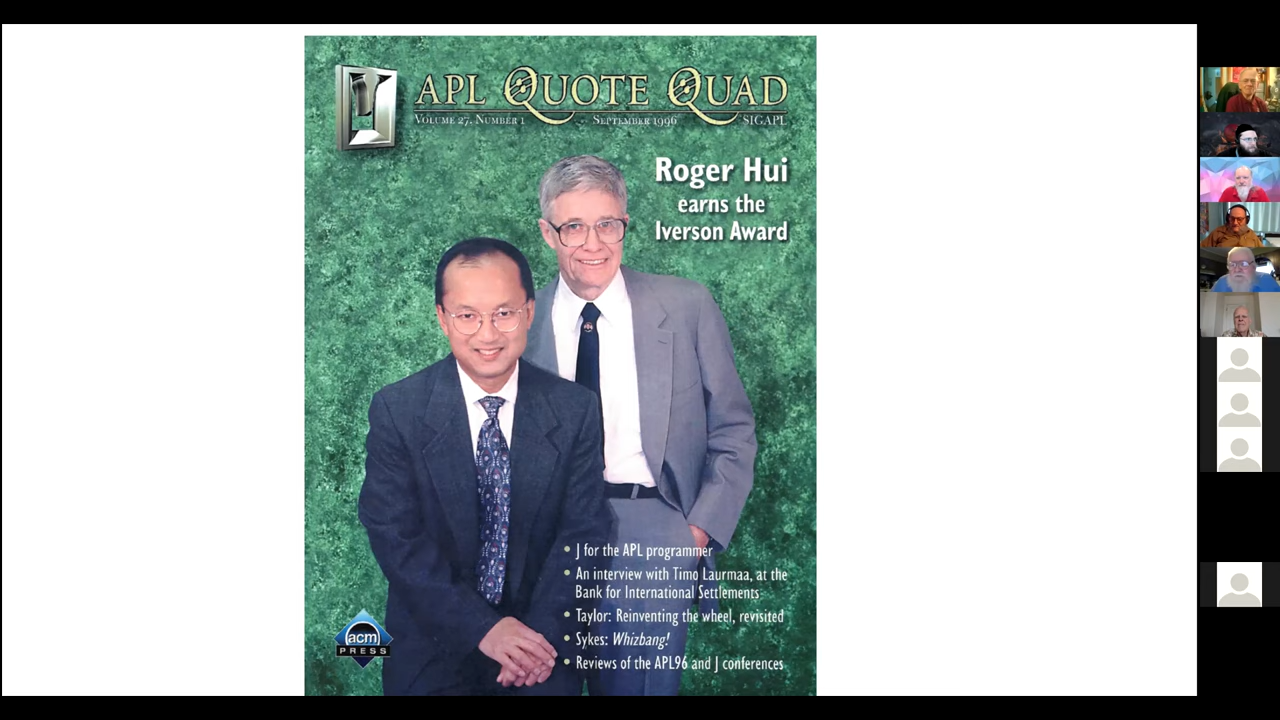 APL QUOTE QUAD
VOLUME 27, NUMBER 1 SEPTEMBER 1996 SIGAPL
Roger Hui
earns the
Iverson Award
• J for the APL programmer
• An interview with Timo Laurmaa, at the
Bank for International Settlements
• Taylor: Reinventing the wheel, revisited
• Sykes: Whizbang!
• Reviews of the APL96 and J conferences
acm
PRESS